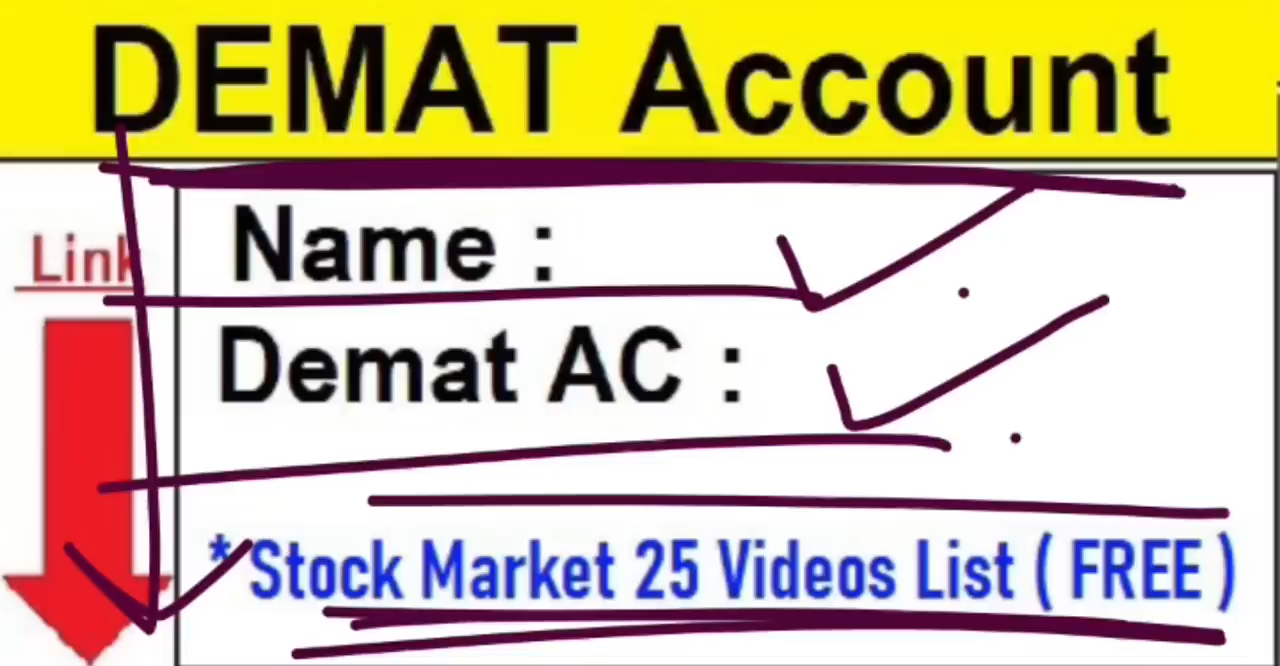 DEMAT Account
Link
Name :
Demat AC :
* Stock Market 25 Videos List ( FREE )